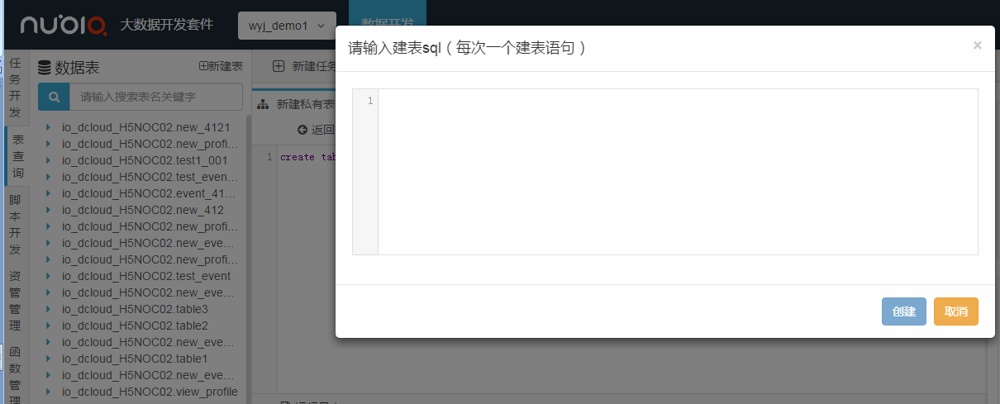 nuolo 大数据开发套件 wyj_demo1 数据开发
请输入建表sql（每次一个建表语句） ×
1
创建 取消
任务开发
表查询
脚本开发
资管管理
函数管理
数据表 新建表
请输入搜索表名关键字
io_dcloud_H5NOC02.new_4121
io_dcloud_H5NOC02.new_profi...
io_dcloud_H5NOC02.test1_001
io_dcloud_H5NOC02.test_even...
io_dcloud_H5NOC02.event_41...
io_dcloud_H5NOC02.new_412
io_dcloud_H5NOC02.new_profi...
io_dcloud_H5NOC02.new_eve...
io_dcloud_H5NOC02.new_profi...
io_dcloud_H5NOC02.test_event
io_dcloud_H5NOC02.new_eve...
io_dcloud_H5NOC02.table3
io_dcloud_H5NOC02.table2
io_dcloud_H5NOC02.new_eve...
io_dcloud_H5NOC02.table1
io_dcloud_H5NOC02.new_eve...
io_dcloud_H5NOC02.view_profile
新建任务
新建私有表
返回
1 create tab